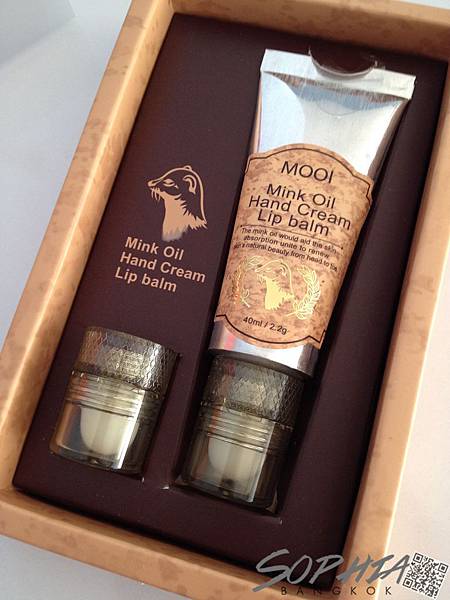 Mink Oil
Hand Cream
Lip balm
MOOI
Mink Oil
Hand Cream
Lip balm
The mink oil would aid the skin
absorption unite to renew
natural beauty from head to toe
40ml / 2.2g
SOPHIA
BANGKOK